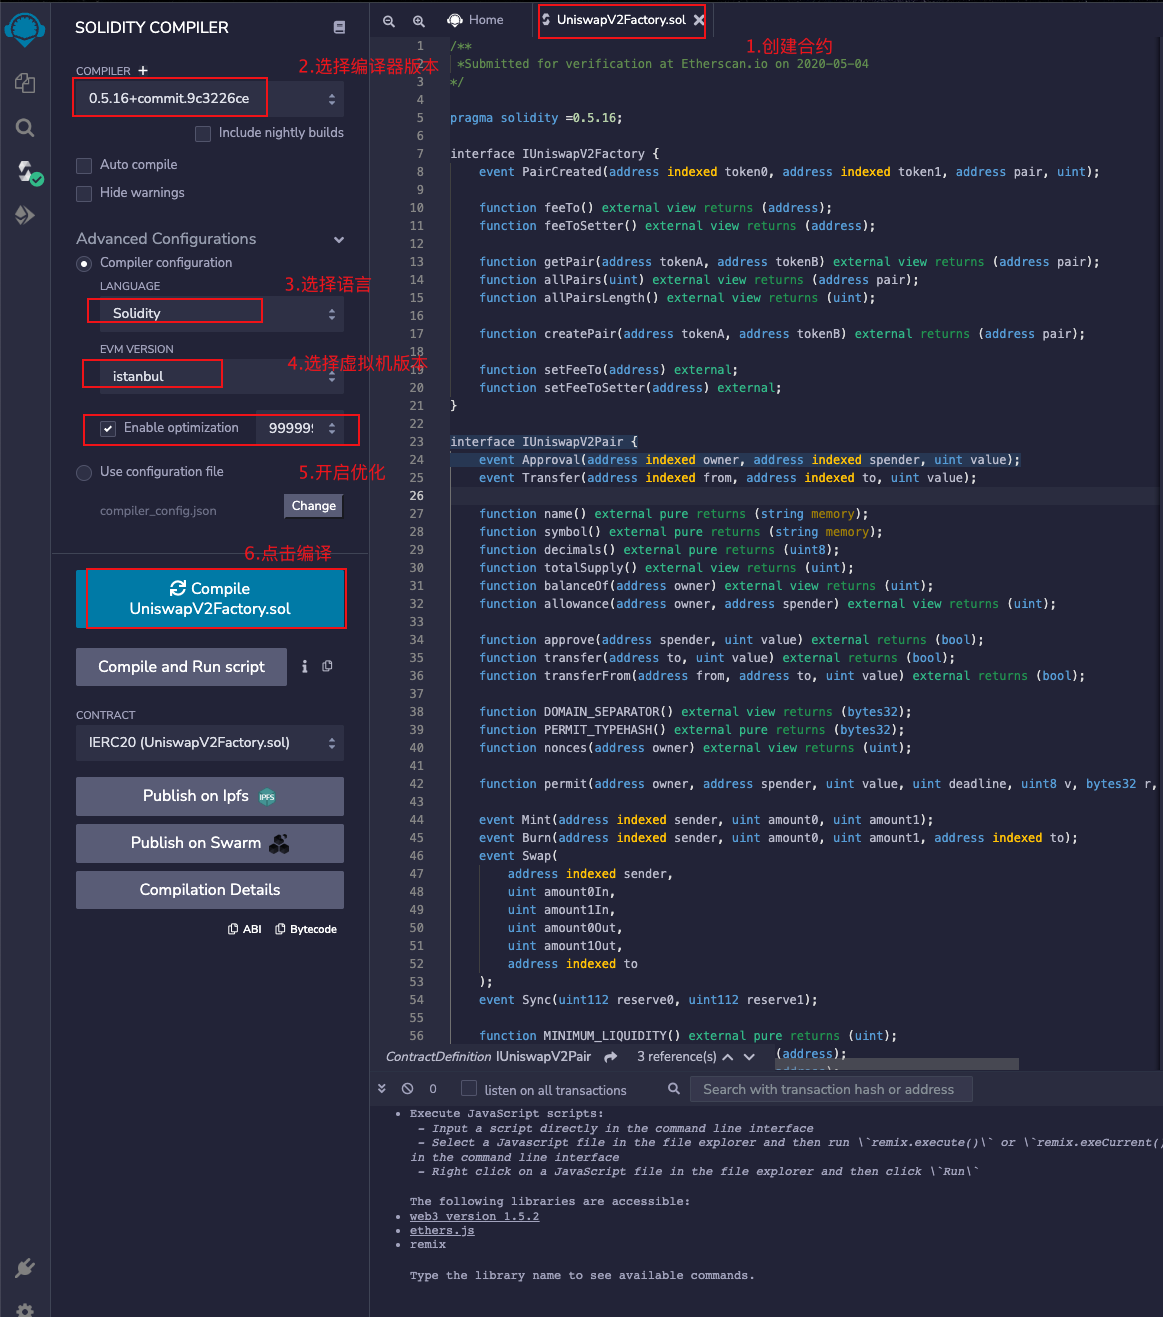 SOLIDITY COMPILER
COMPILER
2.选择编译器版本
0.5.16+commit.9c3226ce
Include nightly builds
Auto compile
Hide warnings
Advanced Configurations
Compiler configuration
LANGUAGE
3.选择语言
Solidity
EVM VERSION
4.选择虚拟机版本
istanbul
Enable optimization
Use configuration file
5.开启优化
compiler_config.json
Change
6.点击编译
Compile
UniswapV2Factory.sol
Compile and Run script
CONTRACT
IERC20 (UniswapV2Factory.sol)
Publish on Ipfs
IPFS
Publish on Swarm
Compilation Details
ABI Bytecode
Home
UniswapV2Factory.sol
1.创建合约
1 /**
2 *Submitted for verification at Etherscan.io on 2020-05-04
3 */
4
5 pragma solidity =0.5.16;
6
7 interface IUniswapV2Factory {
8 event PairCreated(address indexed token0, address indexed token1, address pair, uint);
9
10 function feeTo() external view returns (address);
11 function feeToSetter() external view returns (address);
12
13 function getPair(address tokenA, address tokenB) external view returns (address pair);
14 function allPairs(uint) external view returns (address pair);
15 function allPairsLength() external view returns (uint);
16
17 function createPair(address tokenA, address tokenB) external returns (address pair);
18
19 function setFeeTo(address) external;
20 function setFeeToSetter(address) external;
21 }
22
23 interface IUniswapV2Pair {
24 event Approval(address indexed owner, address indexed spender, uint value);
25 event Transfer(address indexed from, address indexed to, uint value);
26
27 function name() external pure returns (string memory);
28 function symbol() external pure returns (string memory);
29 function decimals() external pure returns (uint8);
30 function totalSupply() external view returns (uint);
31 function balanceOf(address owner) external view returns (uint);
32 function allowance(address owner, address spender) external view returns (uint);
33
34 function approve(address spender, uint value) external returns (bool);
35 function transfer(address to, uint value) external returns (bool);
36 function transferFrom(address from, address to, uint value) external returns (bool);
37
38 function DOMAIN_SEPARATOR() external view returns (bytes32);
39 function PERMIT_TYPEHASH() external pure returns (bytes32);
40 function nonces(address owner) external view returns (uint);
41
42 function permit(address owner, address spender, uint value, uint deadline, uint8 v, bytes32 r,
43
44 event Mint(address indexed sender, uint amount0, uint amount1);
45 event Burn(address indexed sender, uint amount0, uint amount1, address indexed to);
46 event Swap(
47 address indexed sender,
48 uint amount0In,
49 uint amount1In,
50 uint amount0Out,
51 uint amount1Out,
52 address indexed to
53 );
54 event Sync(uint112 reserve0, uint112 reserve1);
55
56 function MINIMUM_LIQUIDITY() external pure returns (uint);
ContractDefinition IUniswapV2Pair 3 reference(s) (address);
0 listen on all transactions
Search with transaction hash or address
• Execute JavaScript scripts:
- Input a script directly in the command line interface
- Select a Javascript file in the file explorer and then run \`remix.execute()\` or \`remix.exeCurrent(
in the command line interface
- Right click on a JavaScript file in the file explorer and then click \`Run\`
The following libraries are accessible:
• web3 version 1.5.2
• ethers.js
• remix
Type the library name to see available commands.